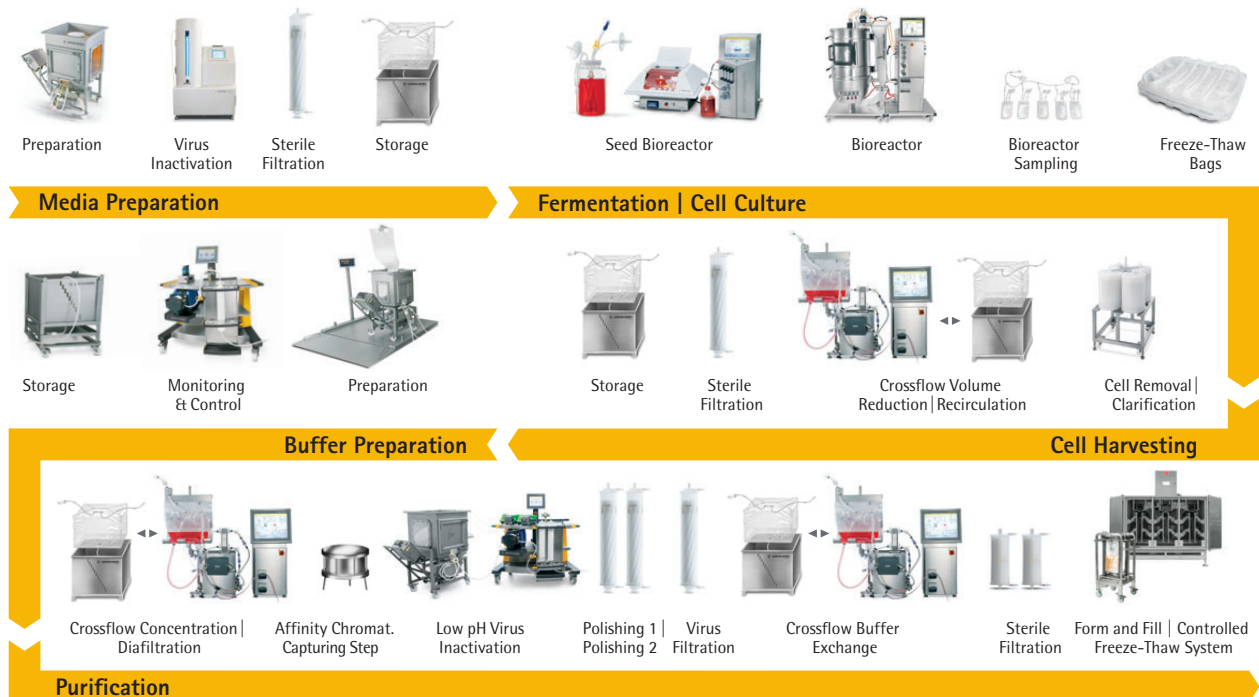 Preparation
Virus
Inactivation
Sterile
Filtration
Storage
Seed Bioreactor
Bioreactor
Bioreactor
Sampling
Freeze-Thaw
Bags
Media Preparation
Fermentation | Cell Culture
Storage
Monitoring
& Control
Preparation
Storage
Sterile
Filtration
Crossflow Volume
Reduction | Recirculation
Cell Removal |
Clarification
Buffer Preparation
Cell Harvesting
Crossflow Concentration |
Diafiltration
Affinity Chromat.
Capturing Step
Low pH Virus
Inactivation
Polishing 1 |
Polishing 2
Virus
Filtration
Crossflow Buffer
Exchange
Sterile
Filtration
Form and Fill | Controlled
Freeze-Thaw System
Purification